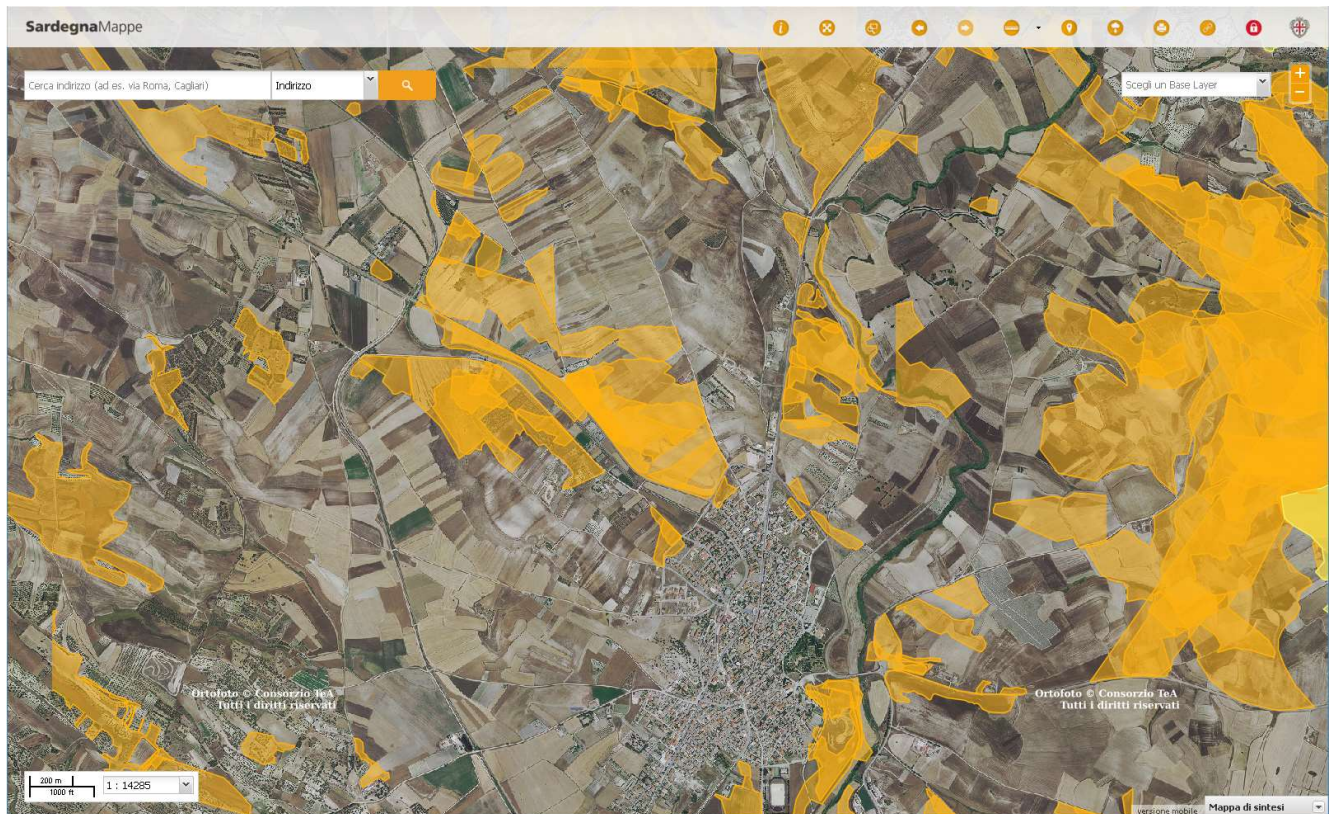 SardegnaMappe
Cerca indirizzo (ad es. via Roma, Cagliari)
Indirizzo
Scegli un Base Layer
+
−
Ortofoto © Consorzio TeA
Tutti i diritti riservati
Ortofoto © Consorzio TeA
Tutti i diritti riservati
200 m
1000 ft
1 : 14285
versione mobile
Mappa di sintesi